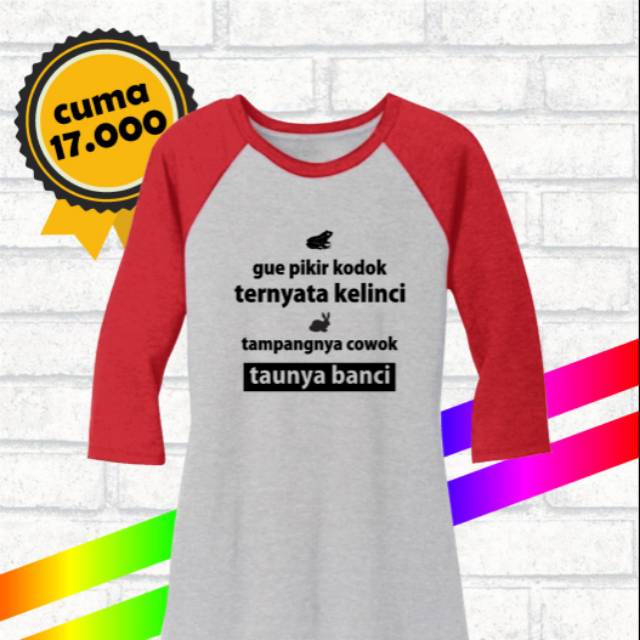 cuma
17.000
gue pikir kodok
ternyata kelinci
tampangnya cowok
taunya banci